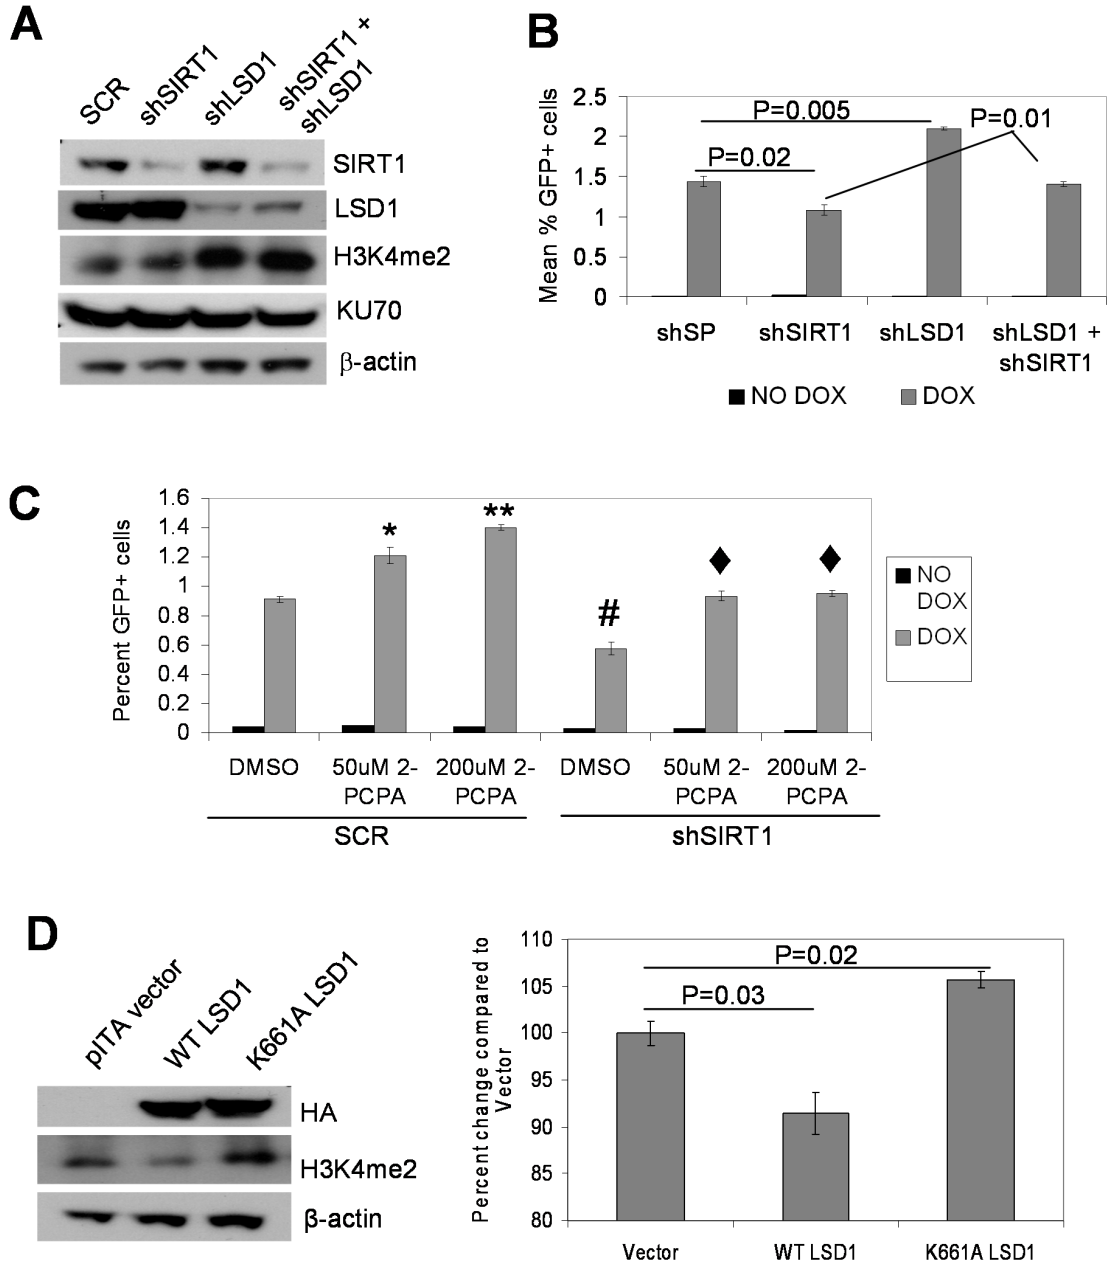 A
SCR
shSIRT1
shLSD1
shSIRT1 +
shLSD1
SIRT1
LSD1
H3K4me2
KU70
β-actin
B
Mean % GFP+ cells
2.5
2
1.5
1
0.5
0
P=0.005
P=0.02
P=0.01
shSP
shSIRT1
shLSD1
shLSD1 +
shSIRT1
NO DOX
DOX
C
Percent GFP+ cells
1.6
1.4
1.2
1
0.8
0.6
0.4
0.2
0
*
**
#
♦
♦
NO
DOX
DOX
DMSO
50uM 2-
PCPA
200uM 2-
PCPA
DMSO
50uM 2-
PCPA
200uM 2-
PCPA
SCR
shSIRT1
D
pITA vector
WT LSD1
K661A LSD1
HA
H3K4me2
β-actin
Percent change compared to
Vector
110
105
100
95
90
85
80
P=0.02
P=0.03
Vector
WT LSD1
K661A LSD1